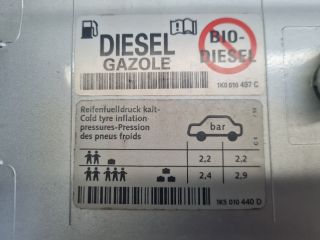 DIESEL
GAZOLE
BIO-
DIESEL
1K0 010 497 C
Reifenfuelldruck kalt-
Cold tyre inflation
pressures-Pression
des pneus froids
bar
2,2 2,2
2,4 2,9
1K5 010 440 D